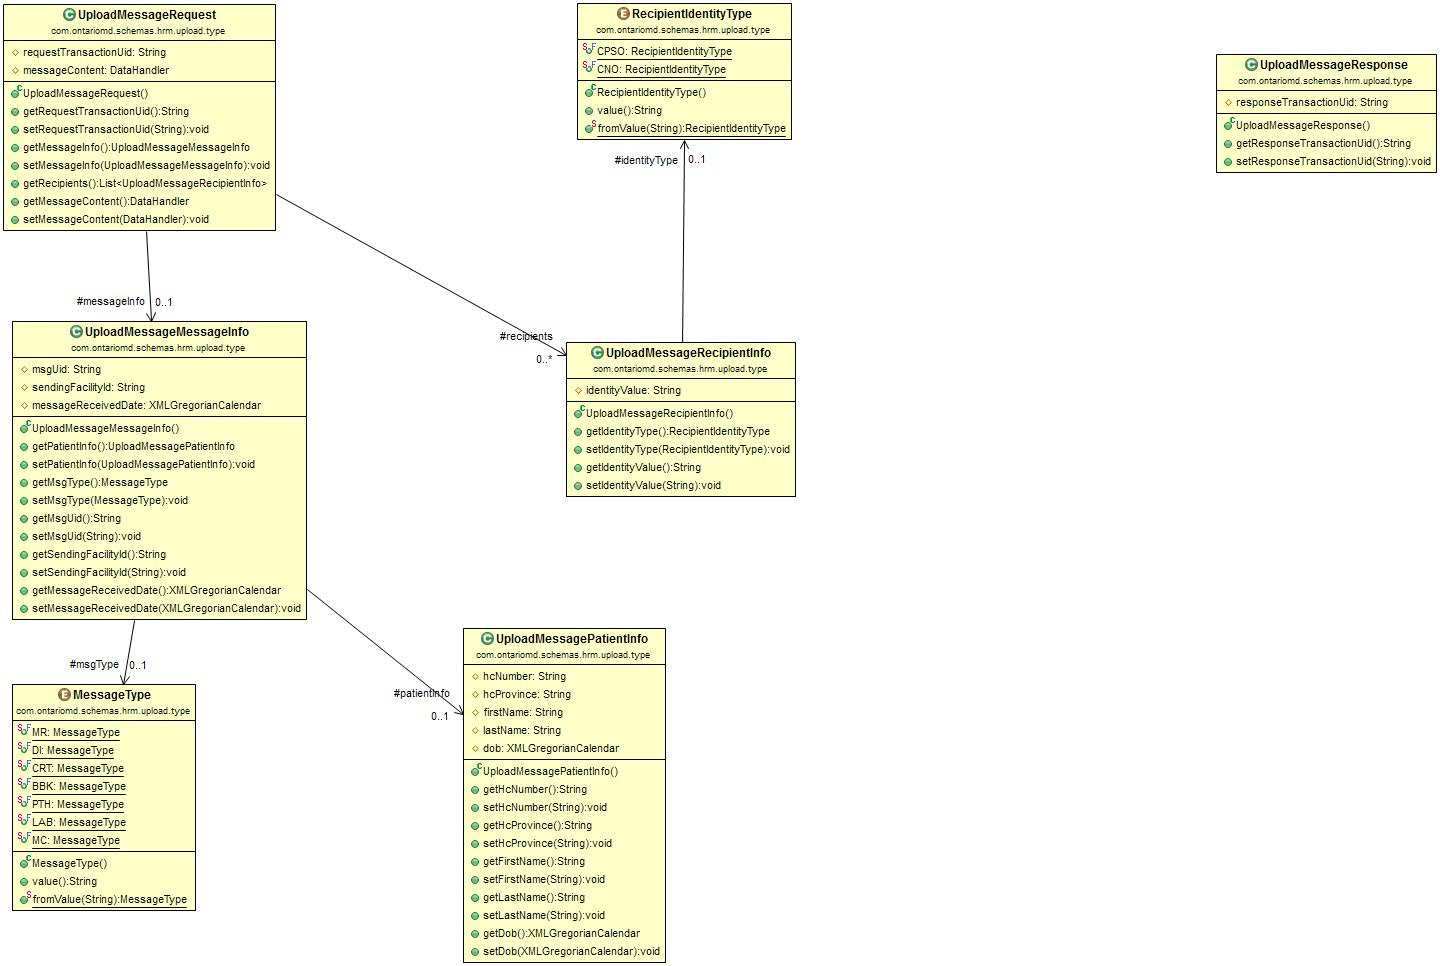 UploadMessageRequest
com.ontariomd.schemas.hrm.upload.type
requestTransactionUid: String
messageContent: DataHandler
UploadMessageRequest()
getRequestTransactionUid():String
setRequestTransactionUid(String):void
getMessageInfo():UploadMessageMessageInfo
setMessageInfo(UploadMessageMessageInfo):void
getRecipients():List<UploadMessageRecipientInfo>
getMessageContent():DataHandler
setMessageContent(DataHandler):void
RecipientIdentityType
com.ontariomd.schemas.hrm.upload.type
CPSO: RecipientIdentityType
CNO: RecipientIdentityType
RecipientIdentityType()
value():String
fromValue(String):RecipientIdentityType
UploadMessageResponse
com.ontariomd.schemas.hrm.upload.type
responseTransactionUid: String
UploadMessageResponse()
getResponseTransactionUid():String
setResponseTransactionUid(String):void
#identityType 0..1
#messageInfo 0..1
#recipients
0..*
UploadMessageMessageInfo
com.ontariomd.schemas.hrm.upload.type
msgUid: String
sendingFacilityId: String
messageReceivedDate: XMLGregorianCalendar
UploadMessageMessageInfo()
getPatientInfo():UploadMessagePatientInfo
setPatientInfo(UploadMessagePatientInfo):void
getMsgType():MessageType
setMsgType(MessageType):void
getMsgUid():String
setMsgUid(String):void
getSendingFacilityId():String
setSendingFacilityId(String):void
getMessageReceivedDate():XMLGregorianCalendar
setMessageReceivedDate(XMLGregorianCalendar):void
UploadMessageRecipientInfo
com.ontariomd.schemas.hrm.upload.type
identityValue: String
UploadMessageRecipientInfo()
getIdentityType():RecipientIdentityType
setIdentityType(RecipientIdentityType):void
getIdentityValue():String
setIdentityValue(String):void
#msgType 0..1
#patientInfo
0..1
MessageType
com.ontariomd.schemas.hrm.upload.type
MR: MessageType
DI: MessageType
CRT: MessageType
BBK: MessageType
PTH: MessageType
LAB: MessageType
MC: MessageType
MessageType()
value():String
fromValue(String):MessageType
UploadMessagePatientInfo
com.ontariomd.schemas.hrm.upload.type
hcNumber: String
hcProvince: String
firstName: String
lastName: String
dob: XMLGregorianCalendar
UploadMessagePatientInfo()
getHcNumber():String
setHcNumber(String):void
getHcProvince():String
setHcProvince(String):void
getFirstName():String
setFirstName(String):void
getLastName():String
setLastName(String):void
getDob():XMLGregorianCalendar
setDob(XMLGregorianCalendar):void